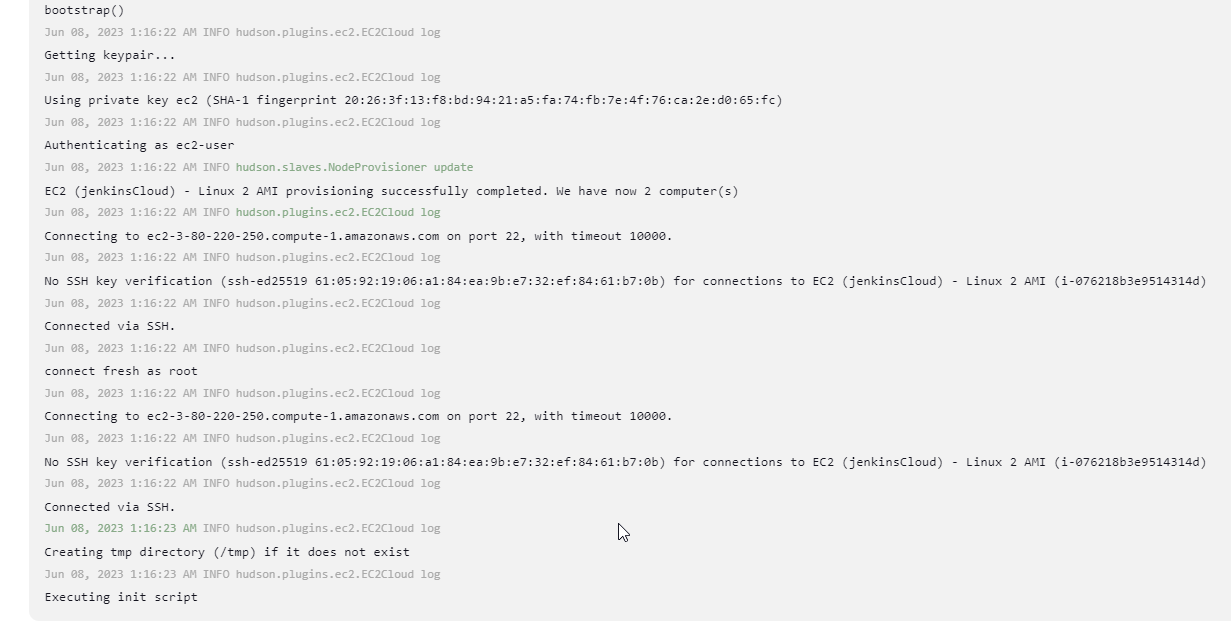 bootstrap()
Jun 08, 2023 1:16:22 AM INFO hudson.plugins.ec2.EC2Cloud log
Getting keypair...
Jun 08, 2023 1:16:22 AM INFO hudson.plugins.ec2.EC2Cloud log
Using private key ec2 (SHA-1 fingerprint 20:26:3f:13:f8:bd:94:21:a5:fa:74:fb:7e:4f:76:ca:2e:d0:65:fc)
Jun 08, 2023 1:16:22 AM INFO hudson.plugins.ec2.EC2Cloud log
Authenticating as ec2-user
Jun 08, 2023 1:16:22 AM INFO hudson.slaves.NodeProvisioner update
EC2 (jenkinsCloud) - Linux 2 AMI provisioning successfully completed. We have now 2 computer(s)
Jun 08, 2023 1:16:22 AM INFO hudson.plugins.ec2.EC2Cloud log
Connecting to ec2-3-80-220-250.compute-1.amazonaws.com on port 22, with timeout 10000.
Jun 08, 2023 1:16:22 AM INFO hudson.plugins.ec2.EC2Cloud log
No SSH key verification (ssh-ed25519 61:05:92:19:06:a1:84:ea:9b:e7:32:ef:84:61:b7:0b) for connections to EC2 (jenkinsCloud) - Linux 2 AMI (i-076218b3e9514314d)
Jun 08, 2023 1:16:22 AM INFO hudson.plugins.ec2.EC2Cloud log
Connected via SSH.
Jun 08, 2023 1:16:22 AM INFO hudson.plugins.ec2.EC2Cloud log
connect fresh as root
Jun 08, 2023 1:16:22 AM INFO hudson.plugins.ec2.EC2Cloud log
Connecting to ec2-3-80-220-250.compute-1.amazonaws.com on port 22, with timeout 10000.
Jun 08, 2023 1:16:22 AM INFO hudson.plugins.ec2.EC2Cloud log
No SSH key verification (ssh-ed25519 61:05:92:19:06:a1:84:ea:9b:e7:32:ef:84:61:b7:0b) for connections to EC2 (jenkinsCloud) - Linux 2 AMI (i-076218b3e9514314d)
Jun 08, 2023 1:16:22 AM INFO hudson.plugins.ec2.EC2Cloud log
Connected via SSH.
Jun 08, 2023 1:16:23 AM INFO hudson.plugins.ec2.EC2Cloud log
Creating tmp directory (/tmp) if it does not exist
Jun 08, 2023 1:16:23 AM INFO hudson.plugins.ec2.EC2Cloud log
Executing init script